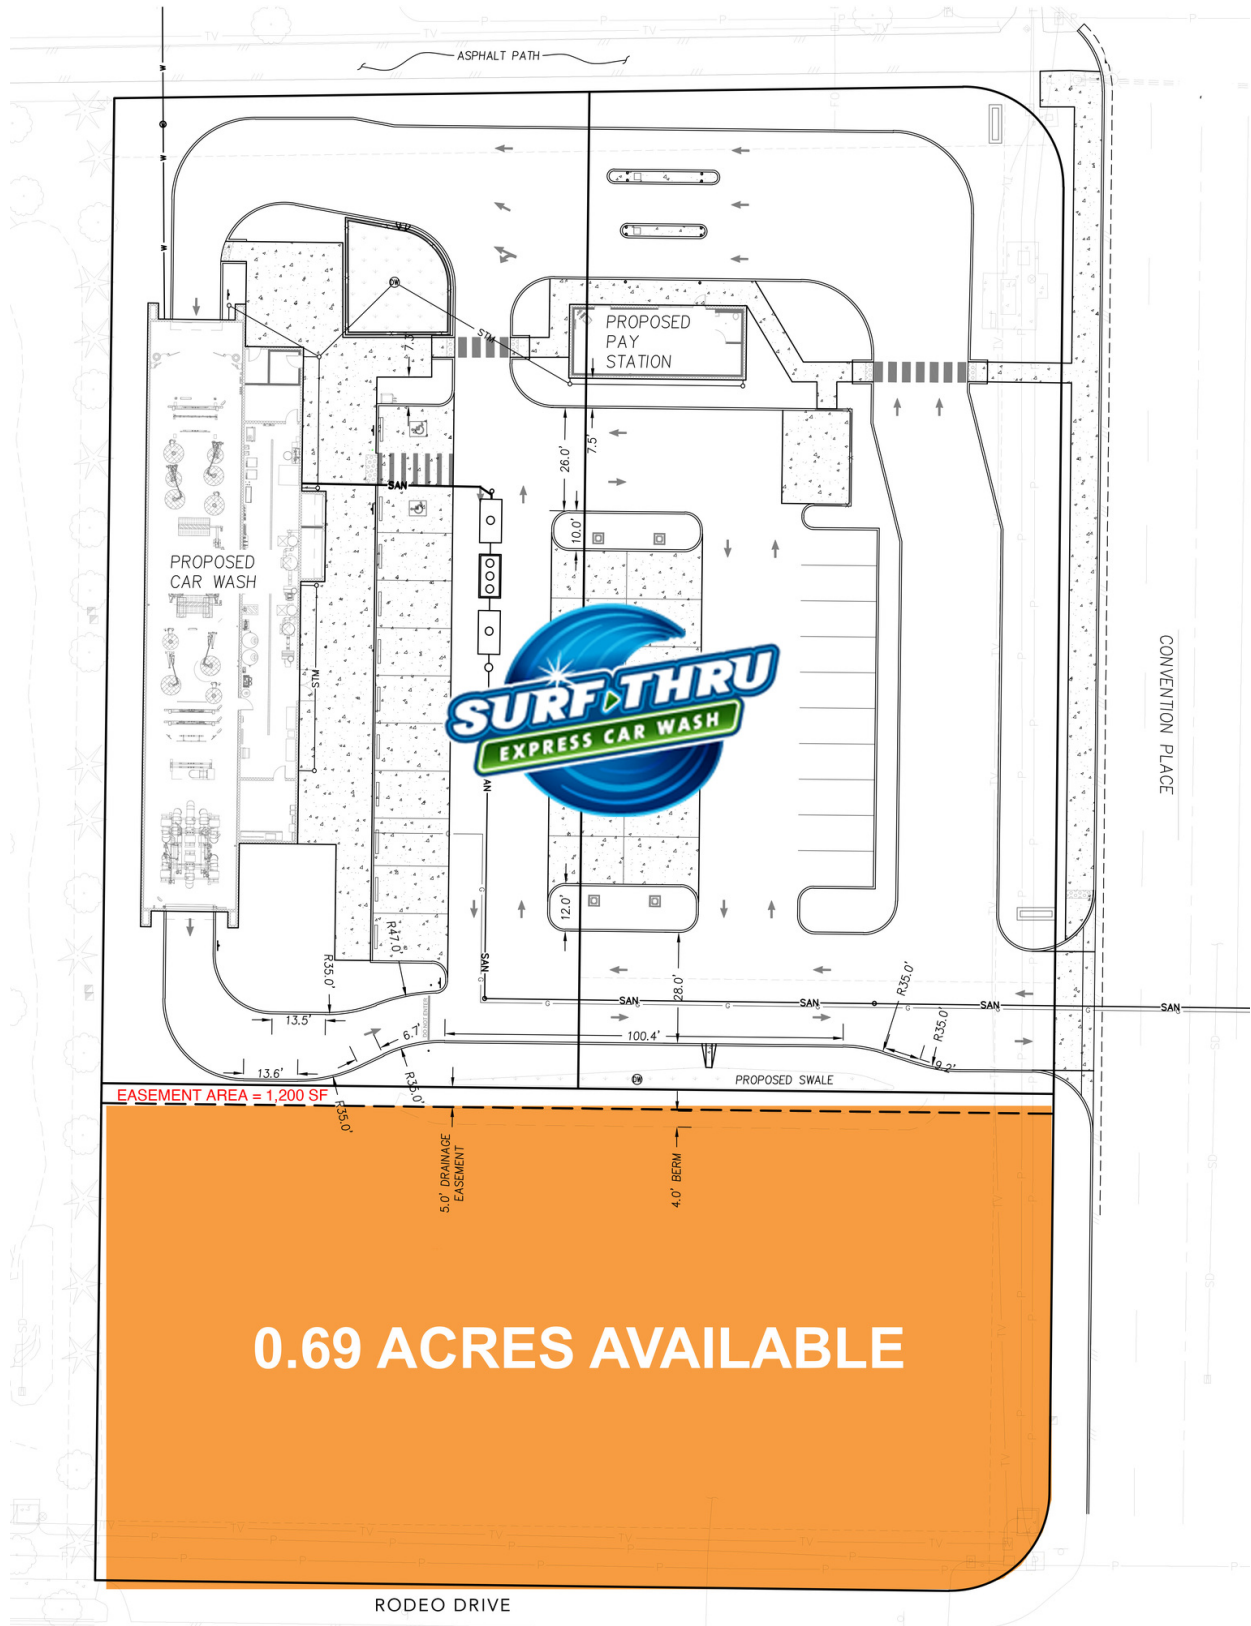 ASPHALT PATH
PROPOSED
PAY
STATION
STM
7.3'
26.0'
7.5'
SAN
10.0'
PROPOSED
CAR WASH
STM
SURF THRU
EXPRESS CAR WASH
CONVENTION PLACE
12.0'
R47.0'
R35.0'
SAN
28.0'
R35.0'
R35.0'
SAN
SAN
SAN
SAN
13.5'
6.7'
100.4'
9.2'
13.6'
R35.0'
R35.0'
PROPOSED SWALE
EASEMENT AREA = 1,200 SF
5.0' DRAINAGE
EASEMENT
4.0' BERM
0.69 ACRES AVAILABLE
RODEO DRIVE